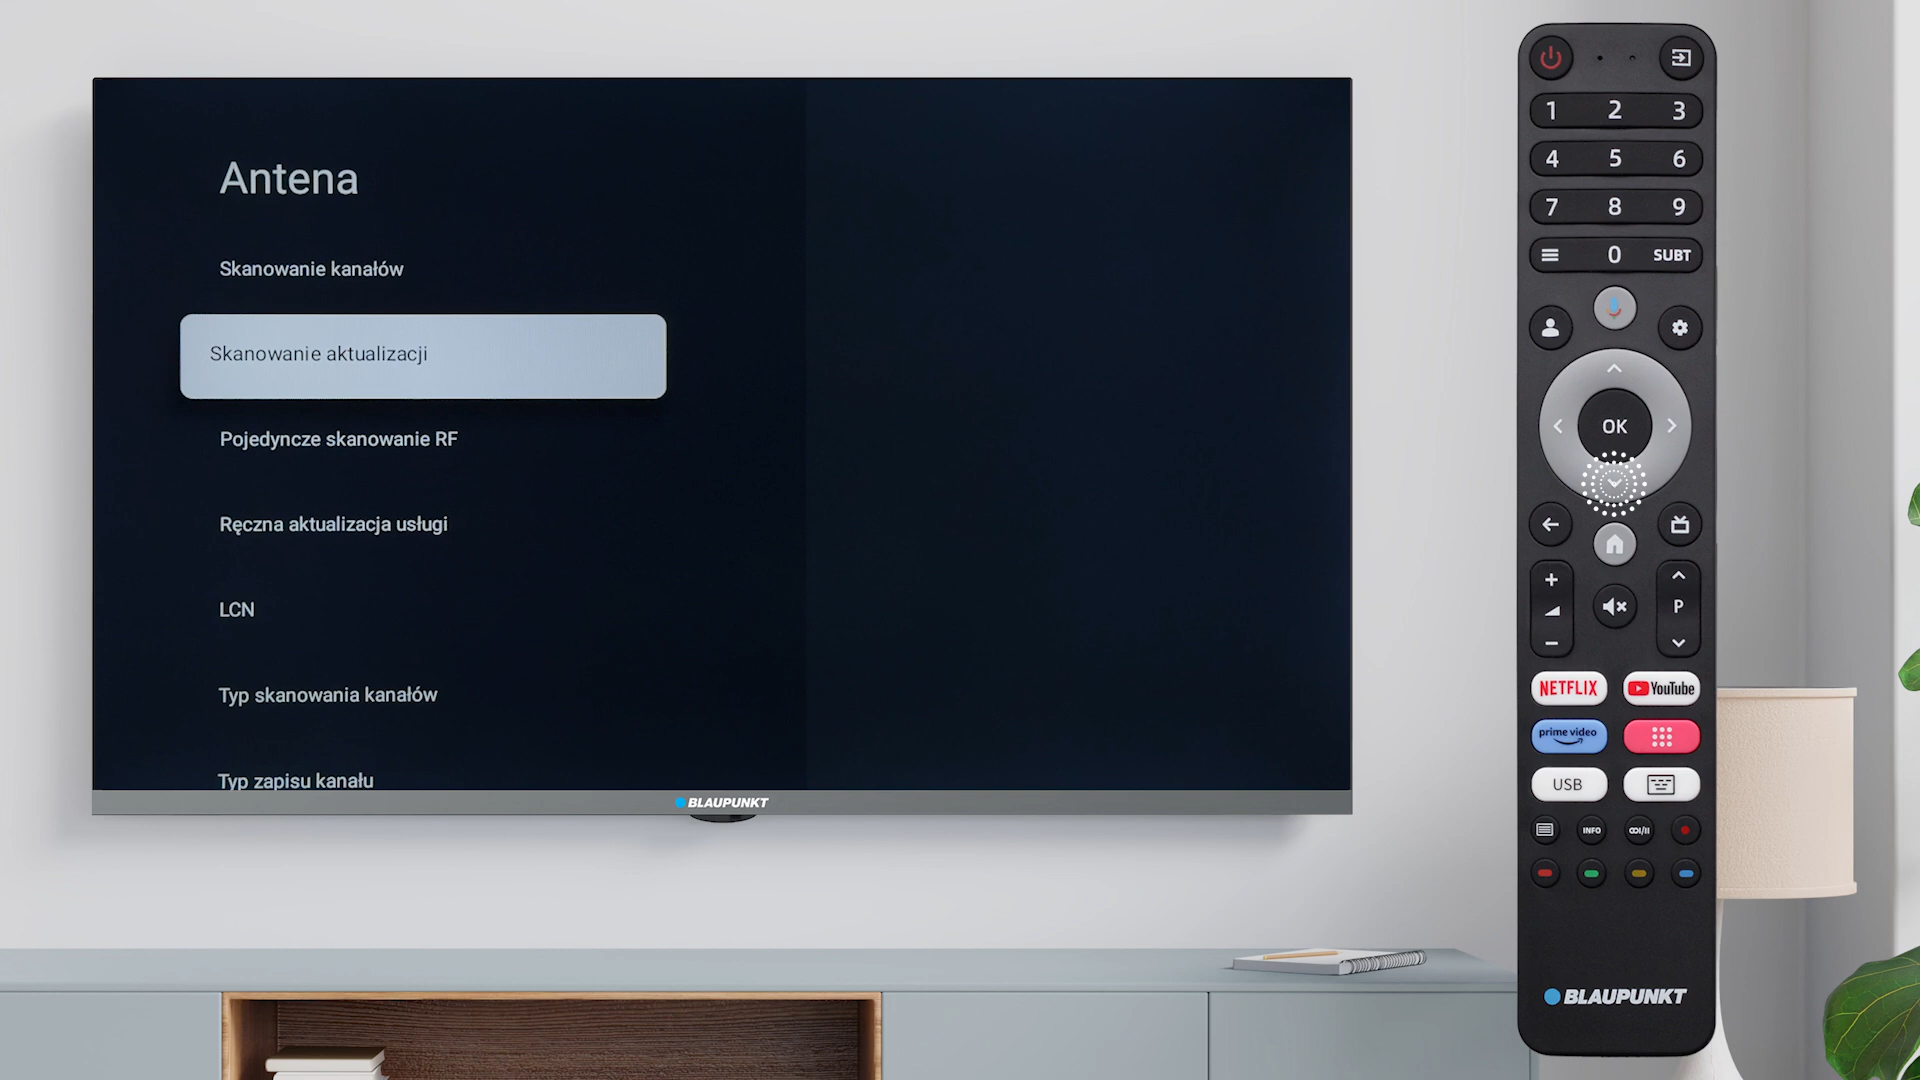 Antena
Skanowanie kanałów
Skanowanie aktualizacji
Pojedyncze skanowanie RF
Ręczna aktualizacja usługi
LCN
Typ skanowania kanałów
Typ zapisu kanału
BLAUPUNKT
1 2 3
4 5 6
7 8 9
0 SUBT
OK
P
NETFLIX YouTube
prime video
USB
INFO
BLAUPUNKT